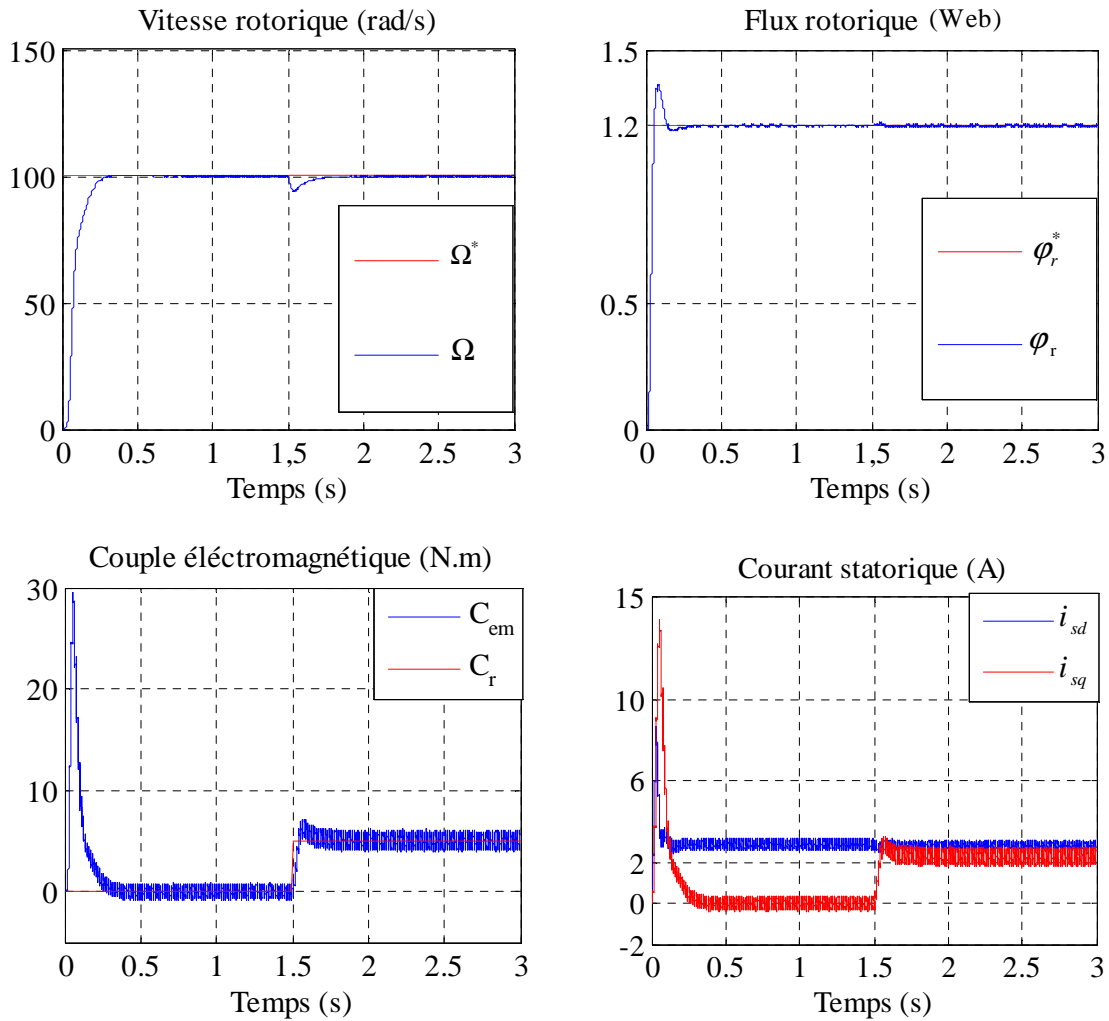 Vitesse rotorique (rad/s)
150
100
50
0
Ω*
Ω
0 0.5 1 1,5 2 2.5 3
Temps (s)
Flux rotorique (Web)
1.5
1.2
0.5
0
φr*
φr
0 0.5 1 1,5 2 2.5 3
Temps (s)
Couple éléctromagnétique (N.m)
30
20
10
0
Cem
Cr
0 0.5 1 1.5 2 2.5 3
Temps (s)
Courant statorique (A)
15
10
6
2
0
-2
isd
isq
0 0.5 1 1.5 2 2.5 3
Temps (s)